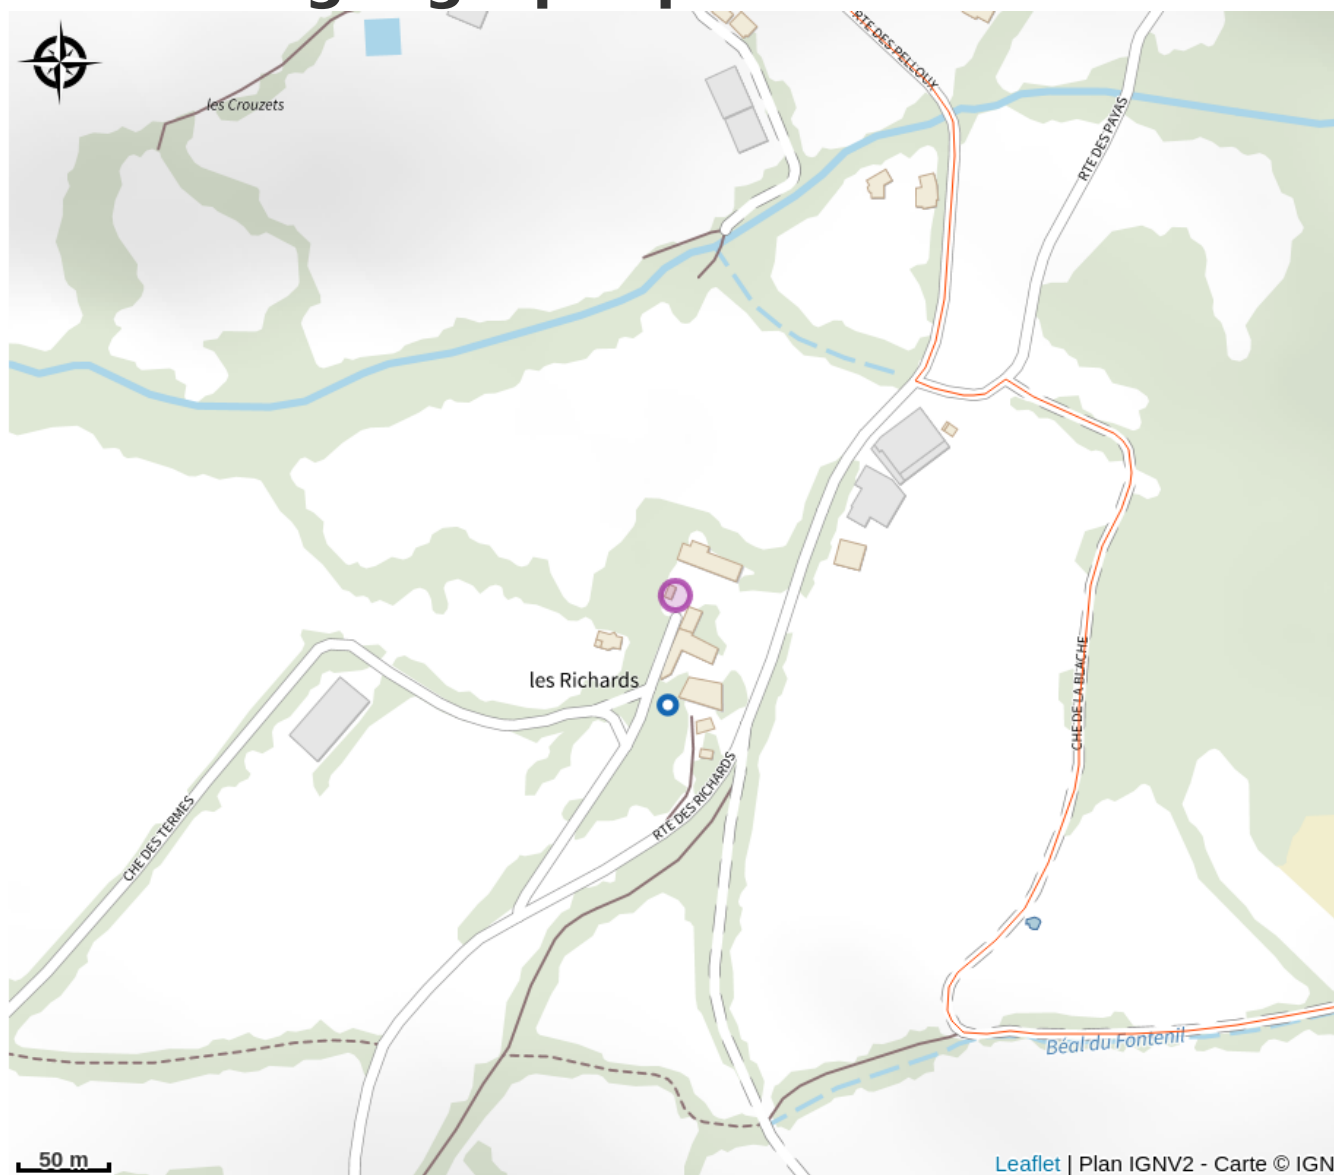 RTE DES PELLOUX
les Crouzets
RTE DES PAYAS
les Richards
CHE DE LA BLACHE
RTE DES RICHARDS
CHE DES TERMES
Béal du Fontenil
50 m
Leaflet | Plan IGNV2 - Carte © IGN